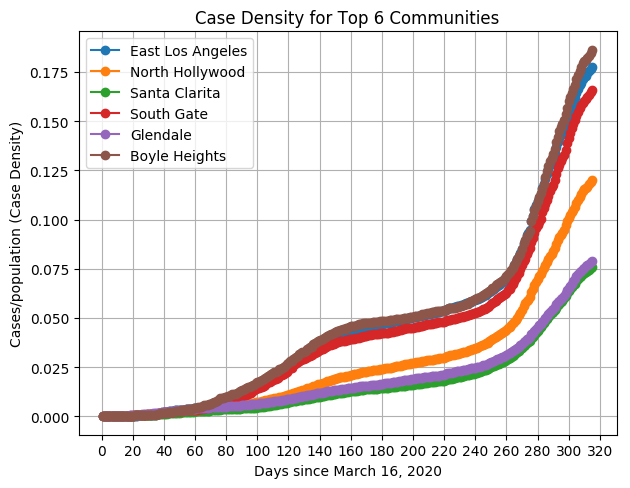 Case Density for Top 6 Communities
East Los Angeles
North Hollywood
Santa Clarita
South Gate
Glendale
Boyle Heights
Cases/population (Case Density)
0.175
0.150
0.125
0.100
0.075
0.050
0.025
0.000
0 20 40 60 80 100 120 140 160 180 200 220 240 260 280 300 320
Days since March 16, 2020